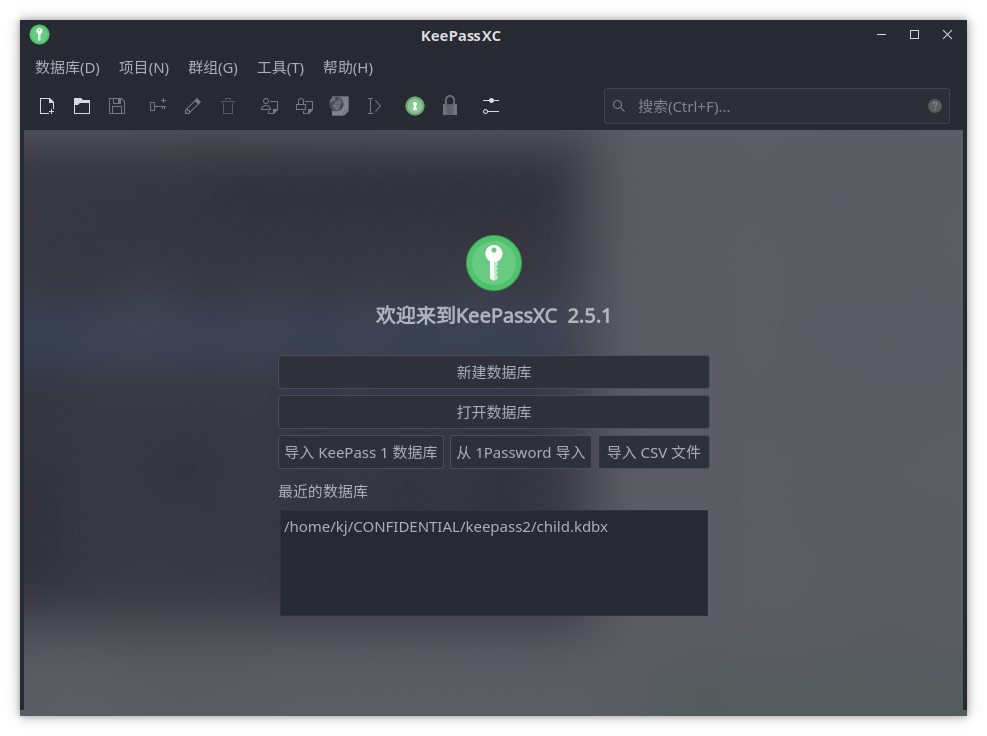 KeePassXC
数据库(D) 项目(N) 群组(G) 工具(T) 帮助(H)
搜索(Ctrl+F)...
欢迎来到KeePassXC 2.5.1
新建数据库
打开数据库
导入 KeePass 1 数据库 从 1Password 导入 导入 CSV 文件
最近的数据库
/home/kj/CONFIDENTIAL/keepass2/child.kdbx